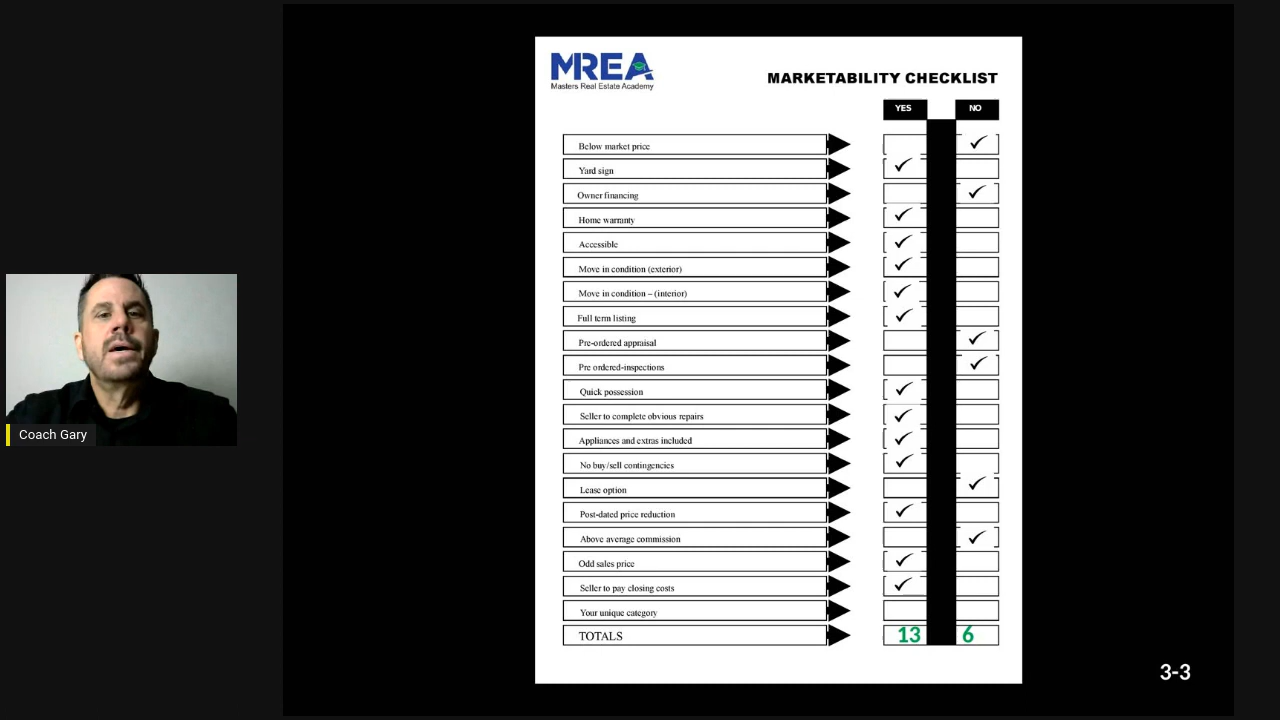 MREA
Masters Real Estate Academy
MARKETABILITY CHECKLIST
YES NO
Below market price
Yard sign
Owner financing
Home warranty
Accessible
Move in condition (exterior)
Move in condition – (interior)
Full term listing
Pre-ordered appraisal
Pre ordered-inspections
Quick possession
Seller to complete obvious repairs
Appliances and extras included
No buy/sell contingencies
Lease option
Post-dated price reduction
Above average commission
Odd sales price
Seller to pay closing costs
Your unique category
TOTALS 13 6
Coach Gary
3-3